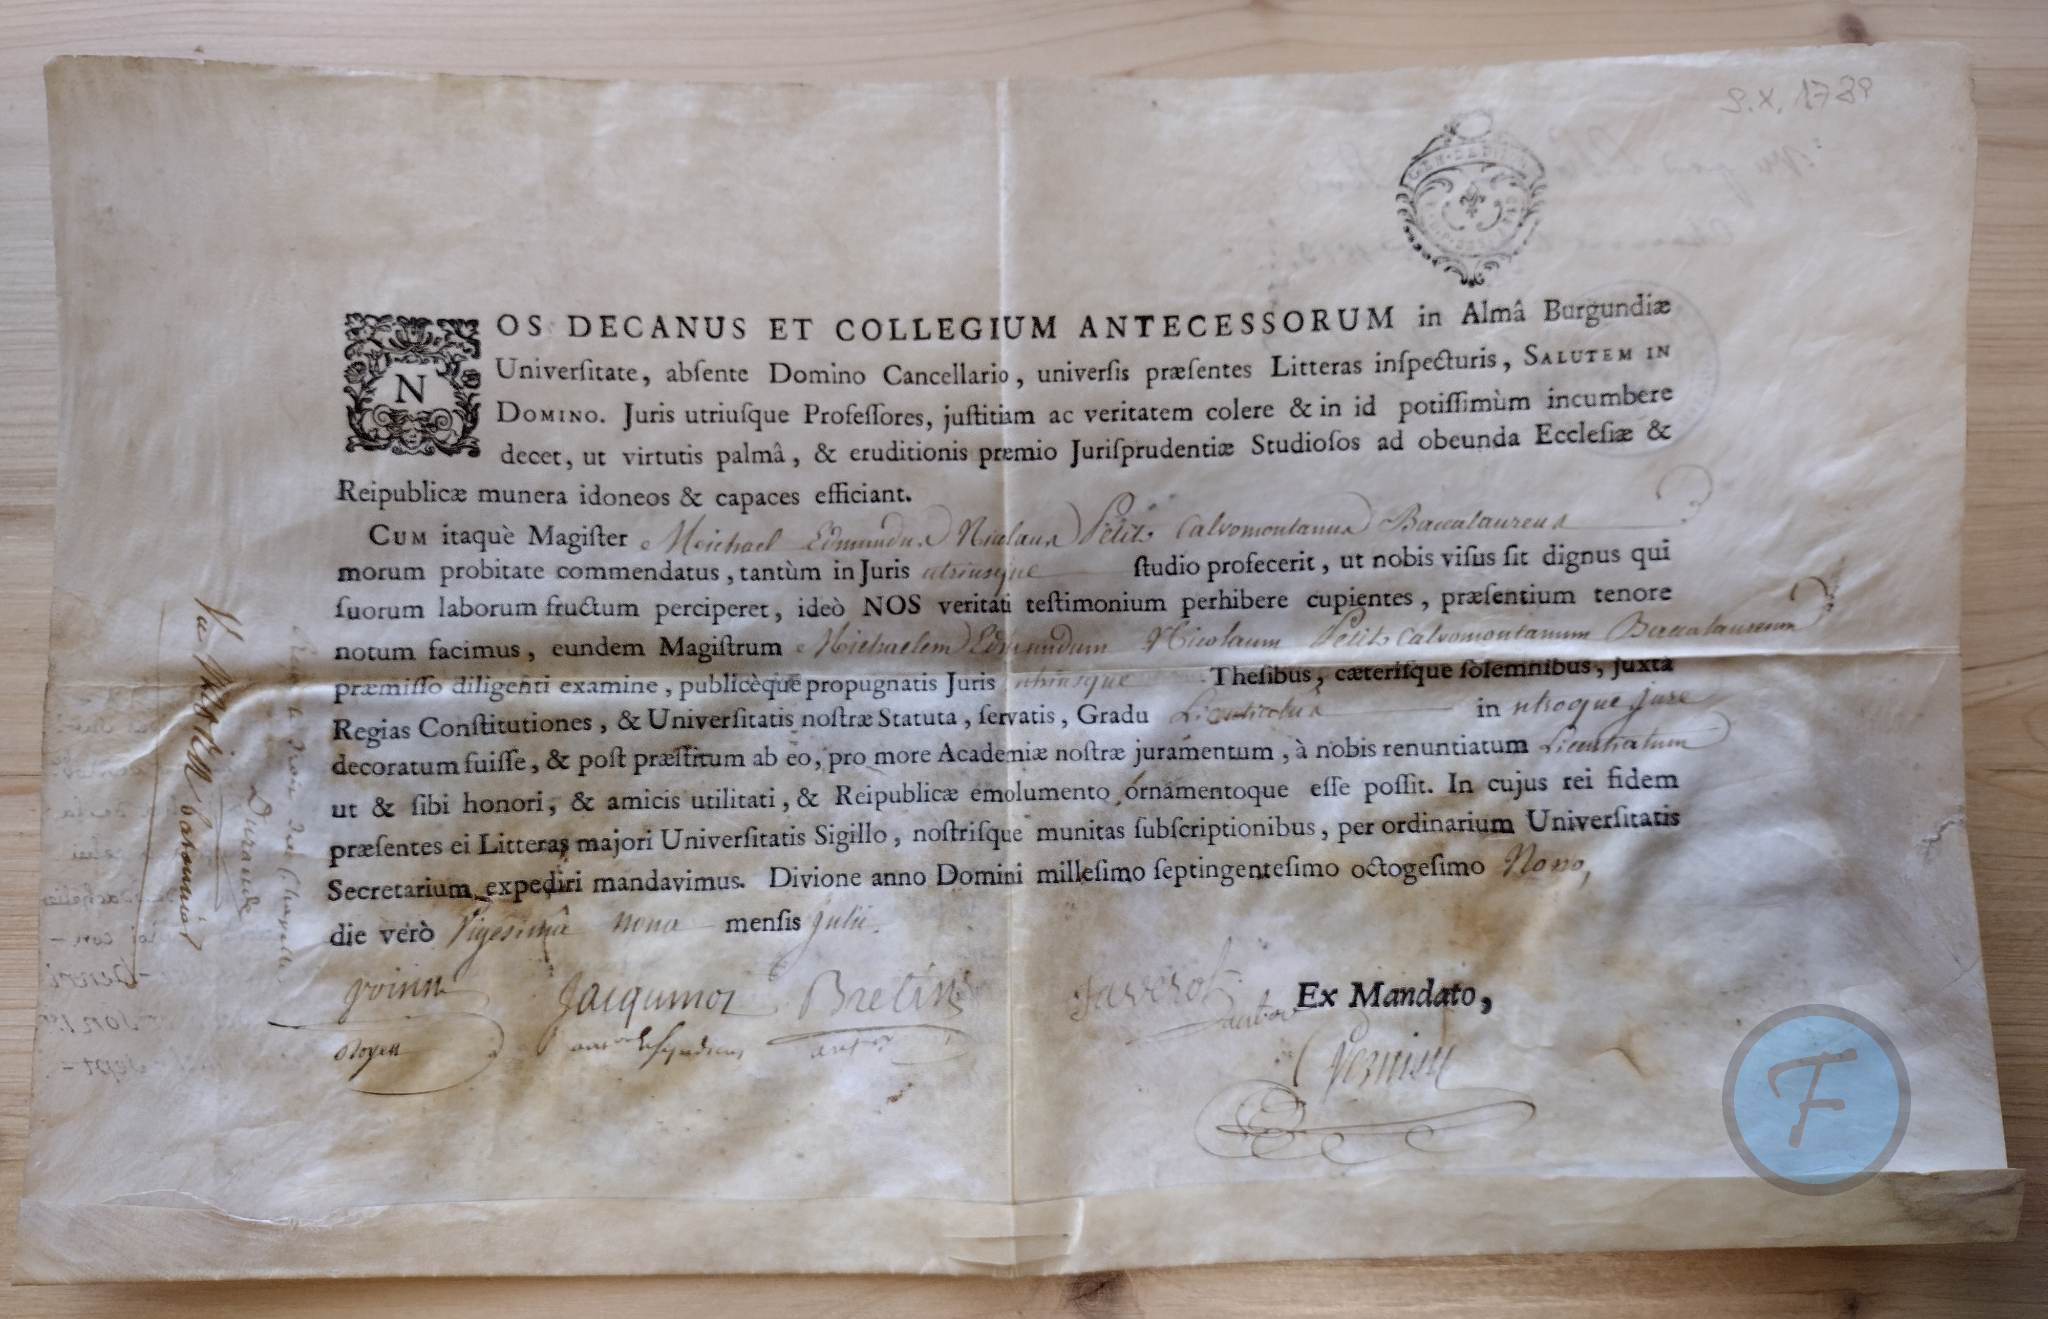 9.X.1789
NOS DECANUS ET COLLEGIUM ANTECESSORUM in Almâ Burgundiæ
Univerſitate, abſente Domino Cancellario, univerſis præſentes Litteras inſpecturis, SALUTEM IN
DOMINO. Juris utriuſque Profeſſores, juſtitiam ac veritatem colere & in id potiſſimùm incumbere
decet, ut virtutis palmâ, & eruditionis premio Juriſprudentiæ Studioſos ad obeunda Eccleſiæ &
Reipublicæ munera idoneos & capaces efficiant.
CUM itaquè Magiſter Michael Edmundus Nicolaus Petit Calvomontanus Baccalaureus
morum probitate commendatus, tantùm in Juris utriusque ſtudio profecerit, ut nobis viſus ſit dignus qui
ſuorum laborum fructum perciperet, ideò NOS veritati teſtimonium perhibere cupientes, præſentium tenore
notum facimus, eundem Magiſtrum Michaelem Edmundum Nicolaum Petit Calvomontanum Baccalaureum
præmiſſo diligenti examine, publicèque propugnatis Juris utriusque Theſibus, cæteriſque ſolemnibus, juxtà
Regias Conſtitutiones, & Univerſitatis noſtræ Statuta, ſervatis, Gradu Licentiatus in utroque jure
decoratum fuiſſe, & poſt præſtitum ab eo, pro more Academiæ noſtræ juramentum, à nobis renuntiatum Licentiatum
ut & ſibi honori, & amicis utilitati, & Reipublicæ emolumento ornamentoque eſſe poſſit. In cujus rei fidem
præſentes ei Litteras majori Univerſitatis Sigillo, noſtriſque munitas ſubſcriptionibus, per ordinarium Univerſitatis
Secretarium expediri mandavimus. Divione anno Domini milleſimo ſeptingenteſimo octogeſimo Nono,
die verò Vigesimâ nona mensis Julii.
Jacquinot Bretin
Doyen
Ex Mandato,
Durande
F